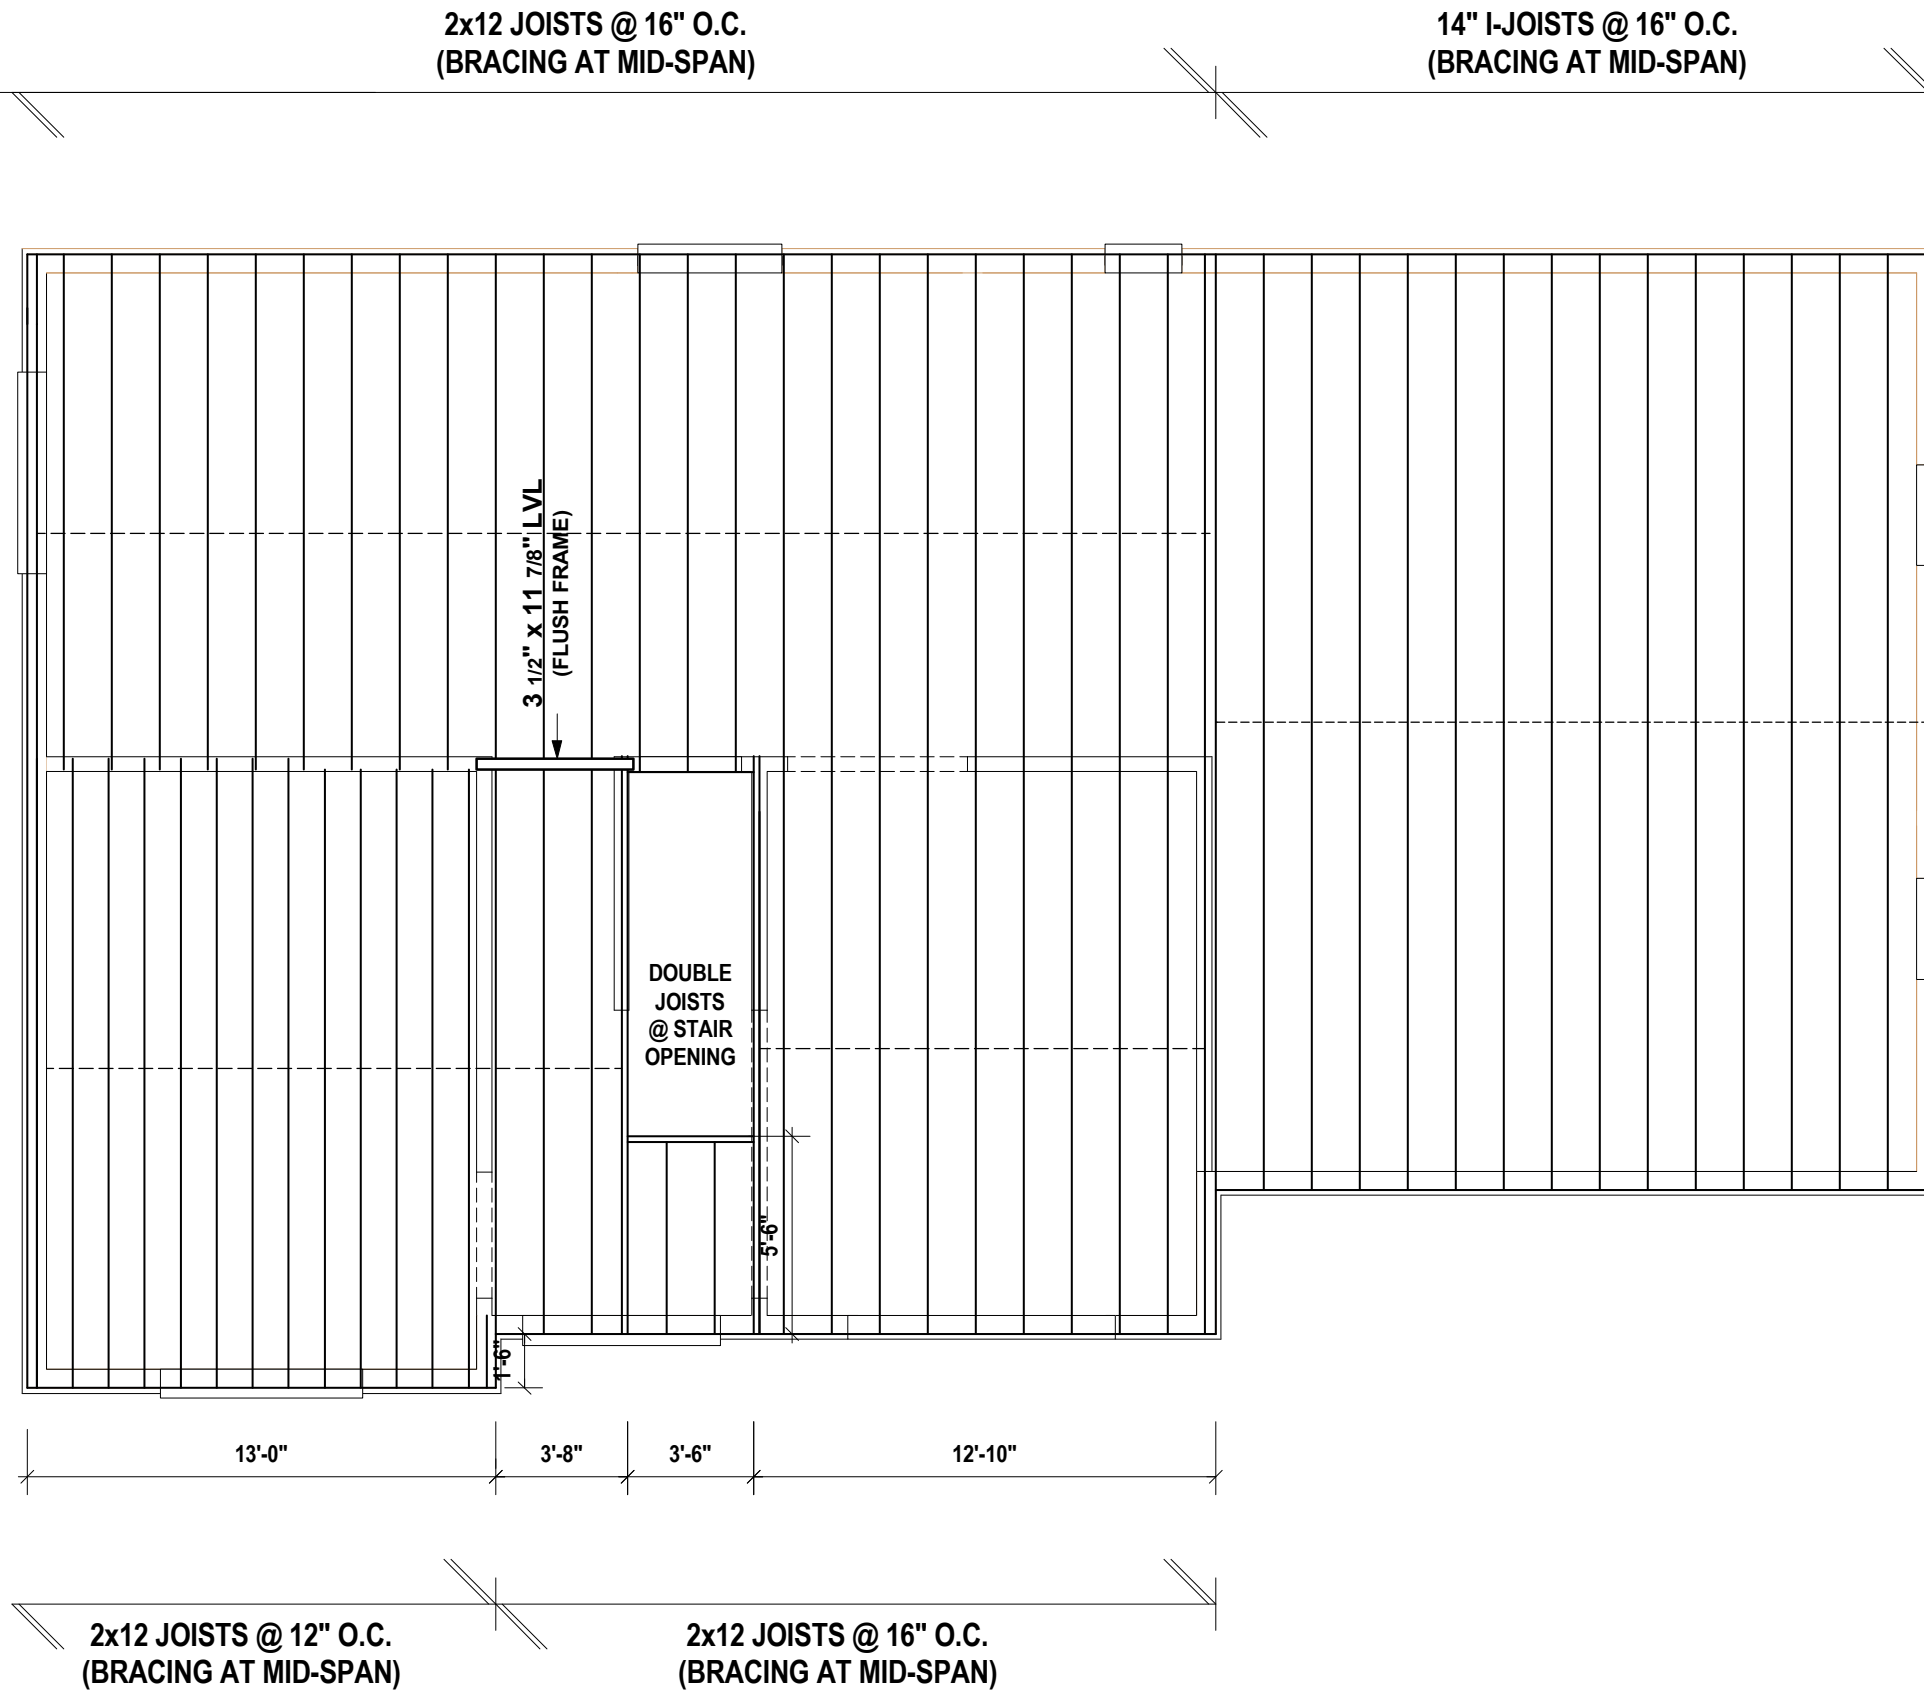 2x12 JOISTS @ 16" O.C.
(BRACING AT MID-SPAN)
14" I-JOISTS @ 16" O.C.
(BRACING AT MID-SPAN)
3 1/2" x 11 7/8" LVL
(FLUSH FRAME)
DOUBLE
JOISTS
@ STAIR
OPENING
5'-6"
1'-6"
13'-0"
3'-8"
3'-6"
12'-10"
2x12 JOISTS @ 12" O.C.
(BRACING AT MID-SPAN)
2x12 JOISTS @ 16" O.C.
(BRACING AT MID-SPAN)